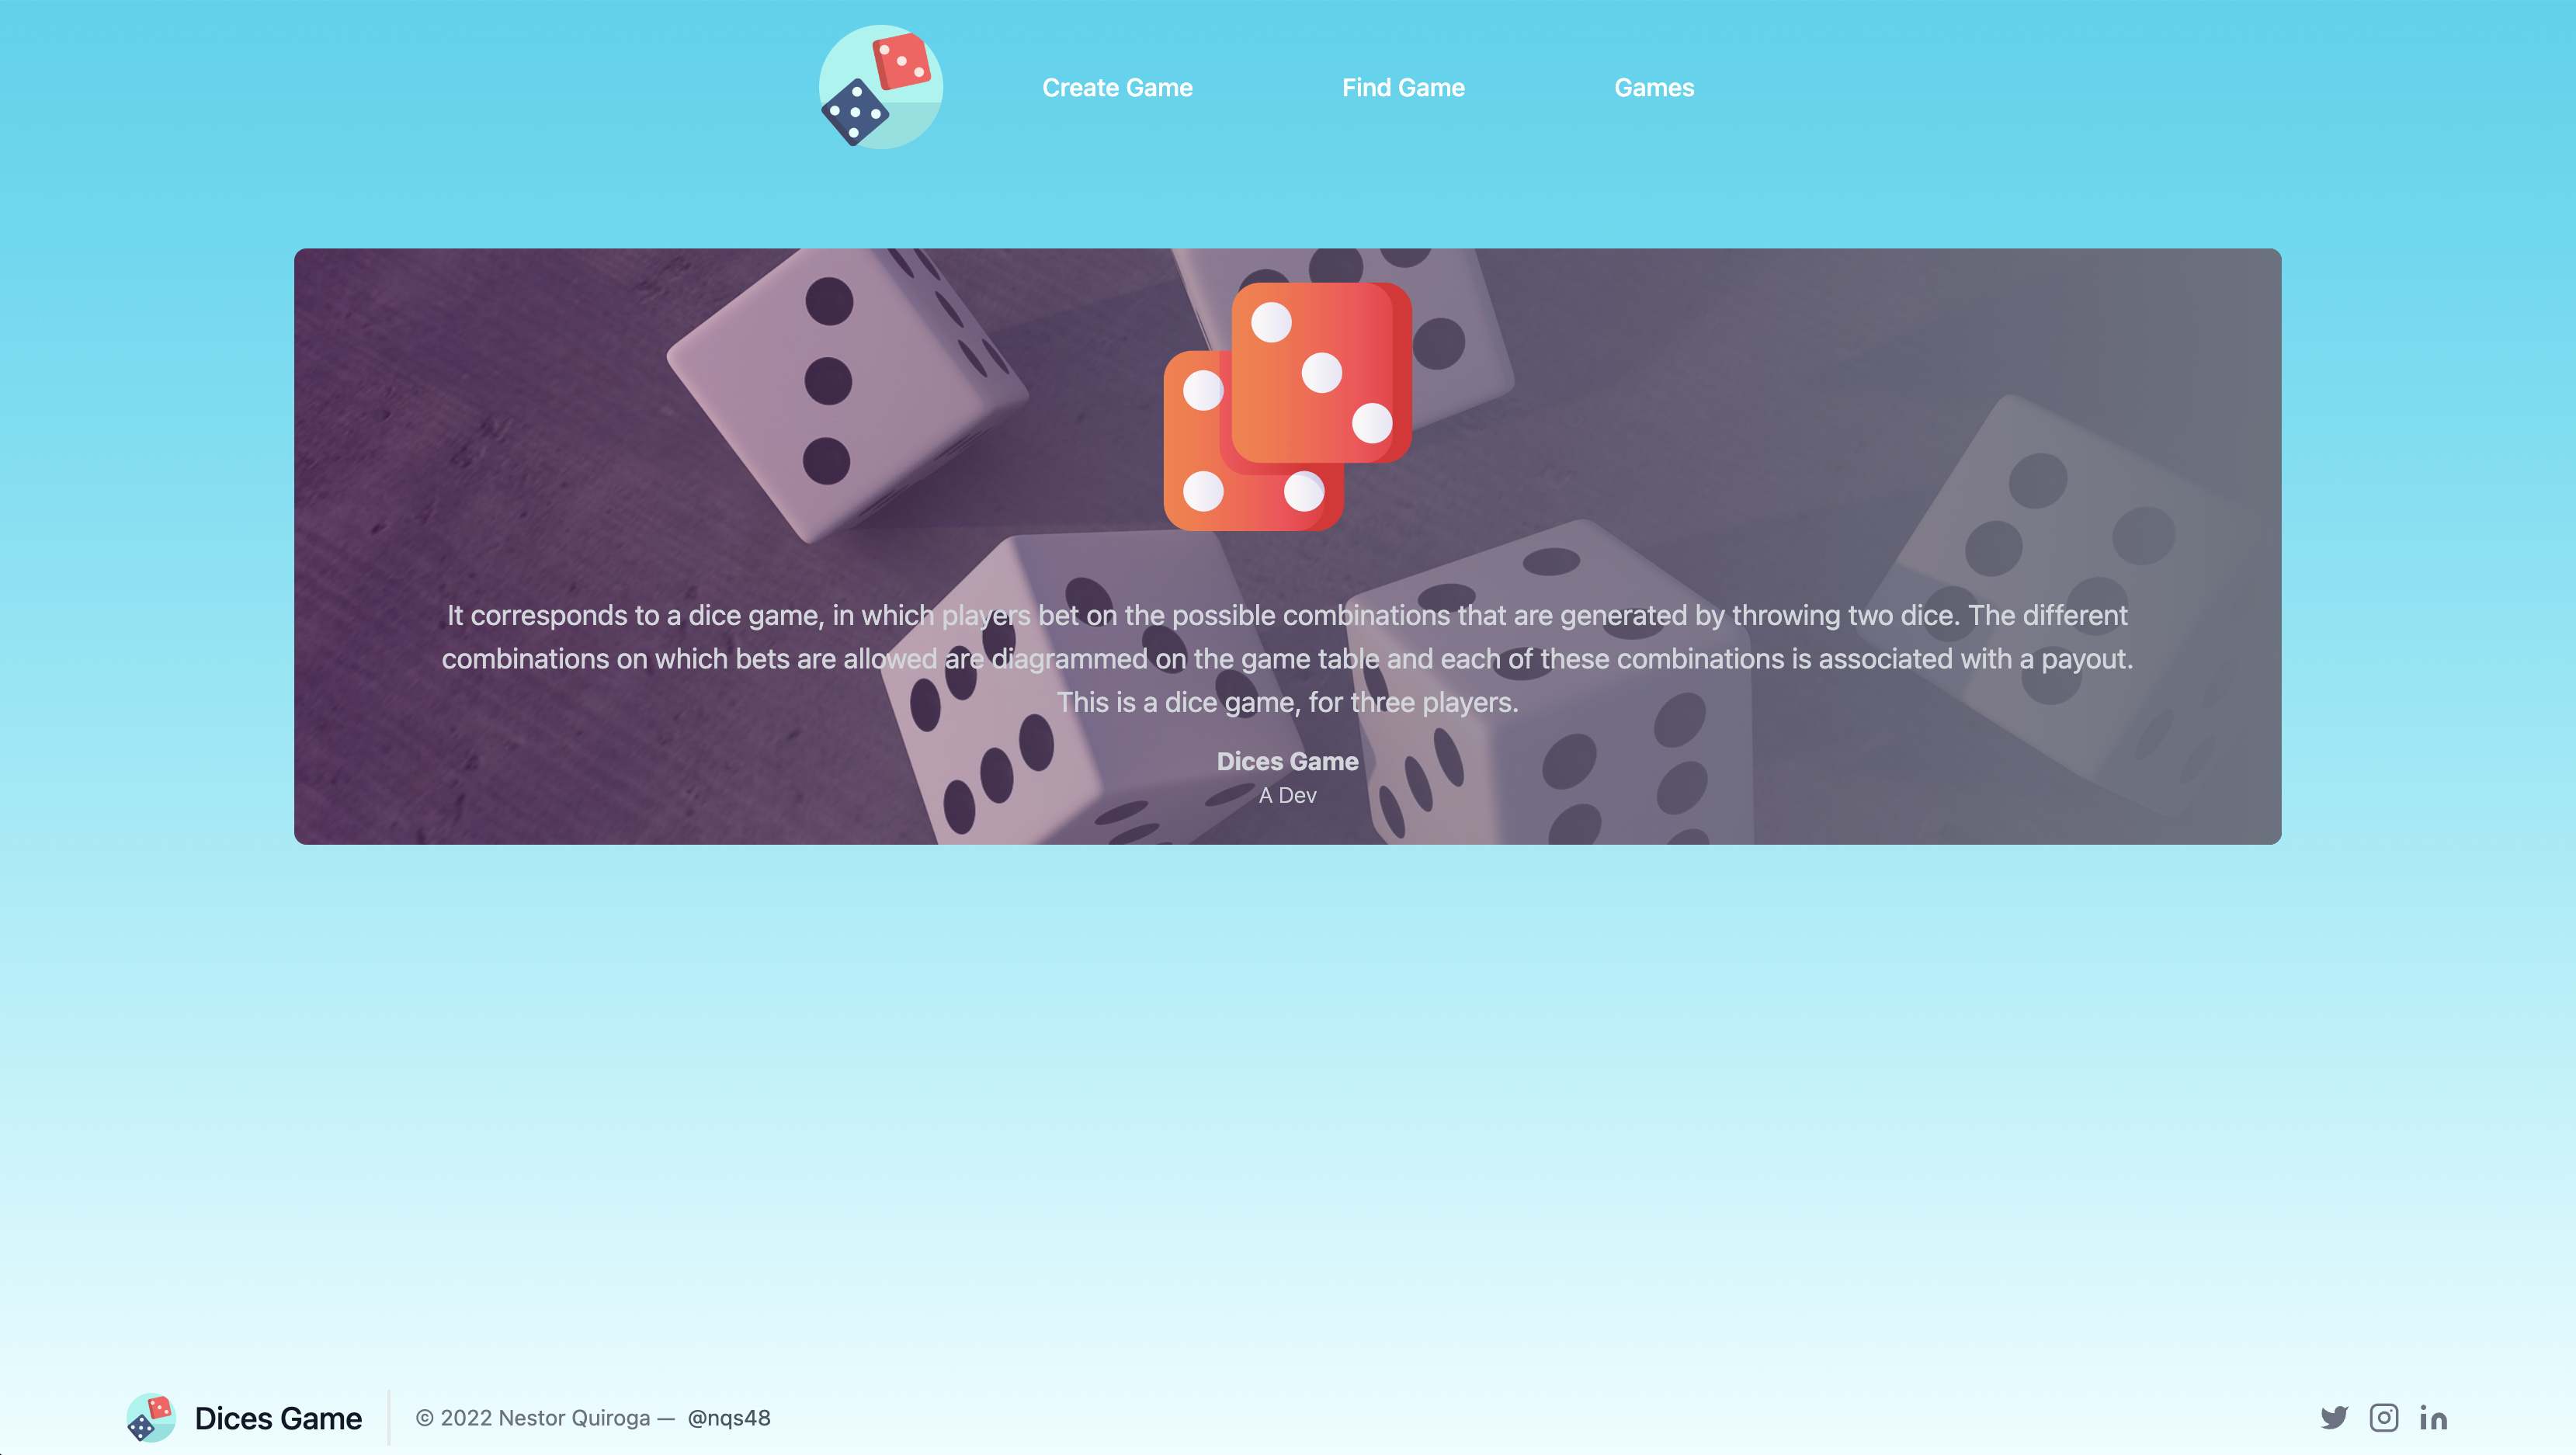 Create Game
Find Game
Games
It corresponds to a dice game, in which players bet on the possible combinations that are generated by throwing two dice. The different
combinations on which bets are allowed are diagrammed on the game table and each of these combinations is associated with a payout.
This is a dice game, for three players.
Dices Game
A Dev
Dices Game
© 2022 Nestor Quiroga — @nqs48